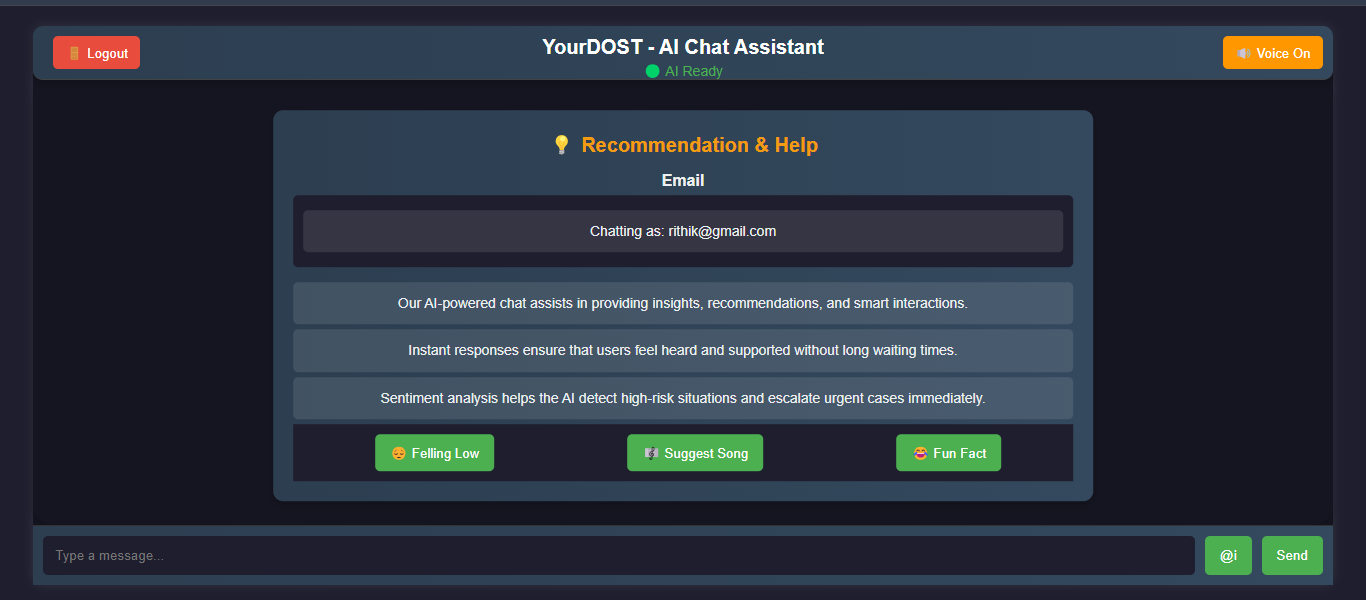 🚪 Logout
YourDOST - AI Chat Assistant
AI Ready
🔊 Voice On
💡 Recommendation & Help
Email
Chatting as: rithik@gmail.com
Our AI-powered chat assists in providing insights, recommendations, and smart interactions.
Instant responses ensure that users feel heard and supported without long waiting times.
Sentiment analysis helps the AI detect high-risk situations and escalate urgent cases immediately.
😔 Felling Low
🎼 Suggest Song
😂 Fun Fact
Type a message...
@i
Send